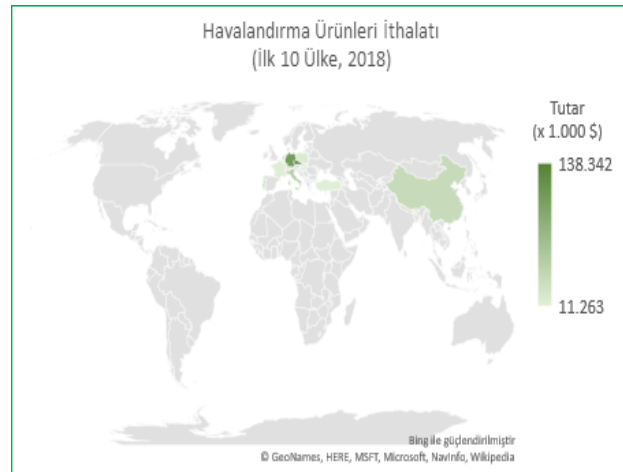 Havalandırma Ürünleri İthalatı
(İlk 10 Ülke, 2018)
Tutar
(x 1.000 $)
138.342
11.263
Bing ile güçlendirilmiştir
© GeoNames, HERE, MSFT, Microsoft, NavInfo, Wikipedia